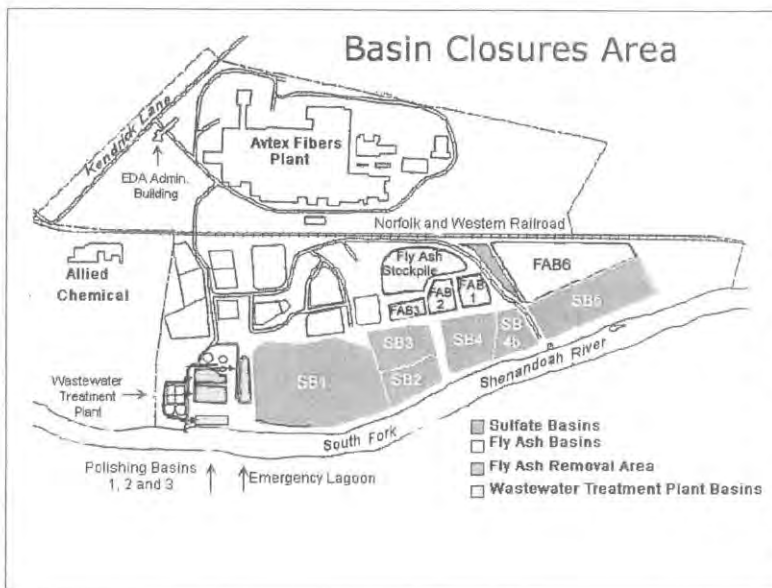 Basin Closures Area
Kendrick Lane
Avtex Fibers
Plant
EDA Admin.
Building
Norfolk and Western Railroad
Allied
Chemical
Fly Ash
Stockpile
FAB6
FAB3
FAB
2
FAB
1
SB5
SB3
SB4
SB
4b
SB1
SB2
Wastewater
Treatment
Plant
Shenandoah River
South Fork
Polishing Basins
1, 2 and 3
Emergency Lagoon
Sulfate Basins
Fly Ash Basins
Fly Ash Removal Area
Wastewater Treatment Plant Basins